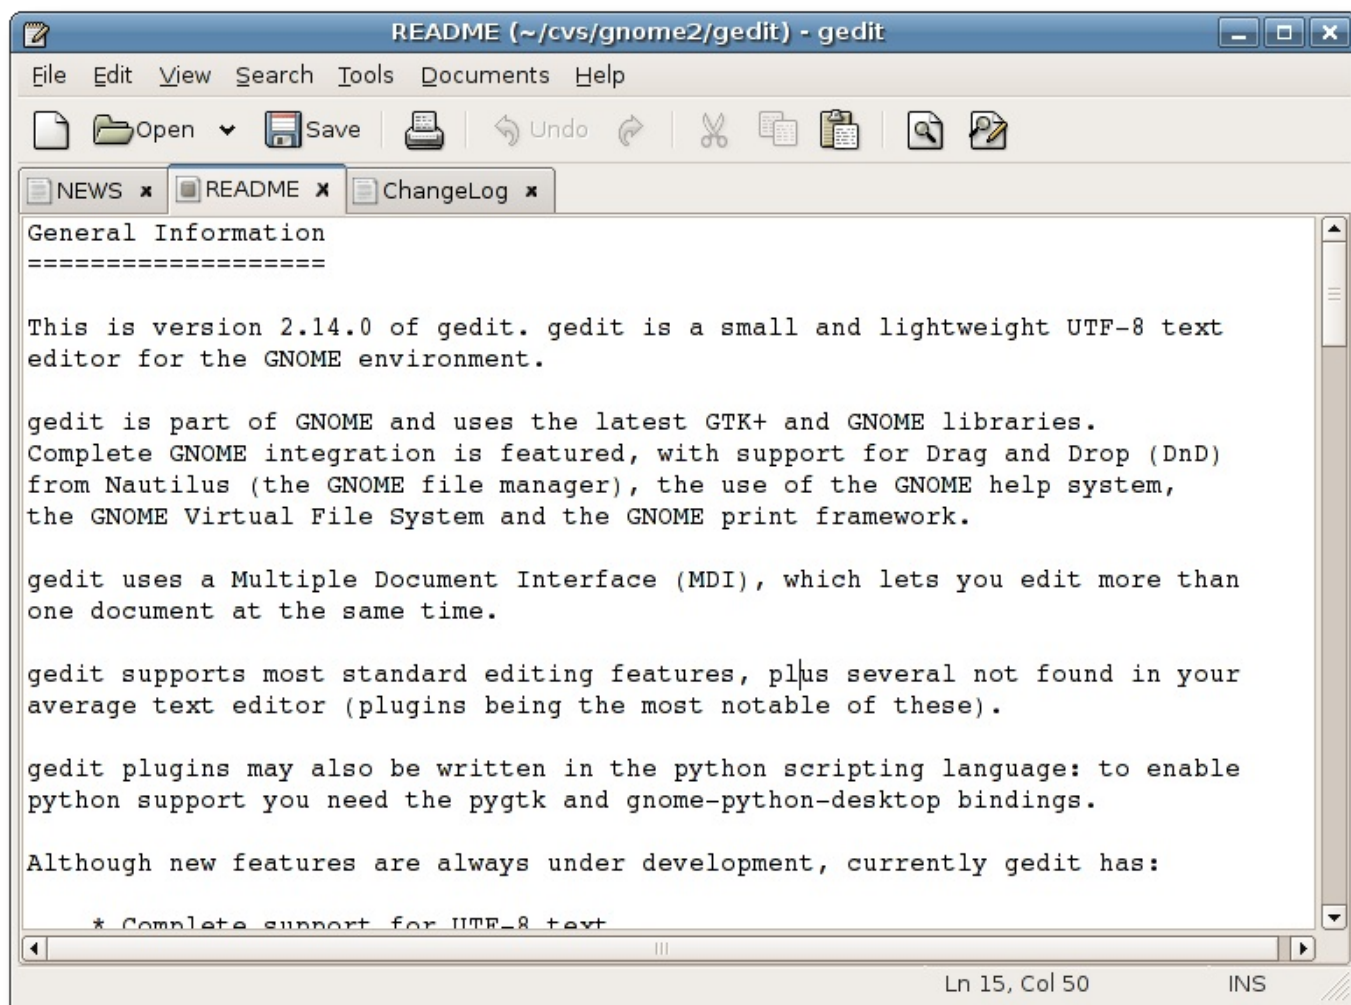 README (~/cvs/gnome2/gedit) - gedit
File Edit View Search Tools Documents Help
Open Save Undo
NEWS README ChangeLog
General Information
===================
This is version 2.14.0 of gedit. gedit is a small and lightweight UTF-8 text
editor for the GNOME environment.
gedit is part of GNOME and uses the latest GTK+ and GNOME libraries.
Complete GNOME integration is featured, with support for Drag and Drop (DnD)
from Nautilus (the GNOME file manager), the use of the GNOME help system,
the GNOME Virtual File System and the GNOME print framework.
gedit uses a Multiple Document Interface (MDI), which lets you edit more than
one document at the same time.
gedit supports most standard editing features, plus several not found in your
average text editor (plugins being the most notable of these).
gedit plugins may also be written in the python scripting language: to enable
python support you need the pygtk and gnome-python-desktop bindings.
Although new features are always under development, currently gedit has:
* Complete support for UTF-8 text
Ln 15, Col 50 INS